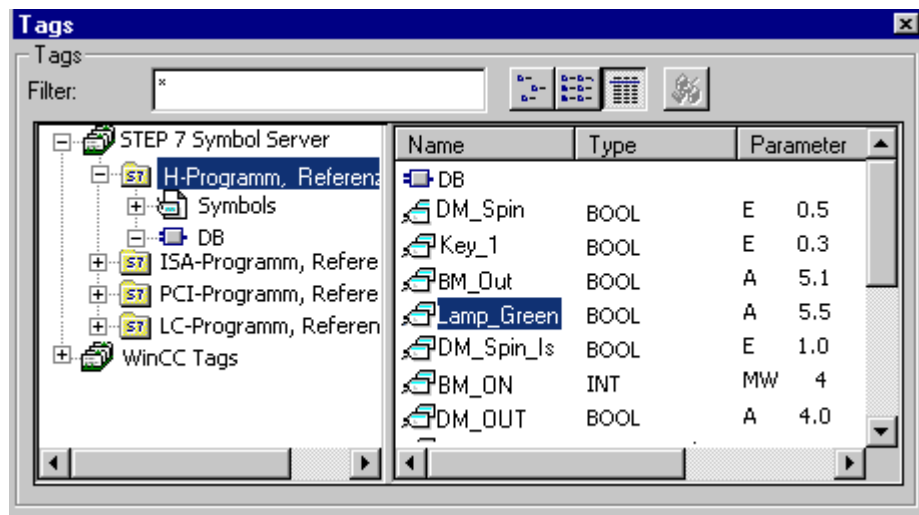 Tags
Tags
Filter: *
STEP 7 Symbol Server
H-Programm, Referenz
Symbols
DB
ISA-Programm, Refere
PCI-Programm, Refere
LC-Programm, Referen
WinCC Tags
Name Type Parameter
DB
DM_Spin BOOL E 0.5
Key_1 BOOL E 0.3
BM_Out BOOL A 5.1
Lamp_Green BOOL A 5.5
DM_Spin_Is BOOL E 1.0
BM_ON INT MW 4
DM_OUT BOOL A 4.0